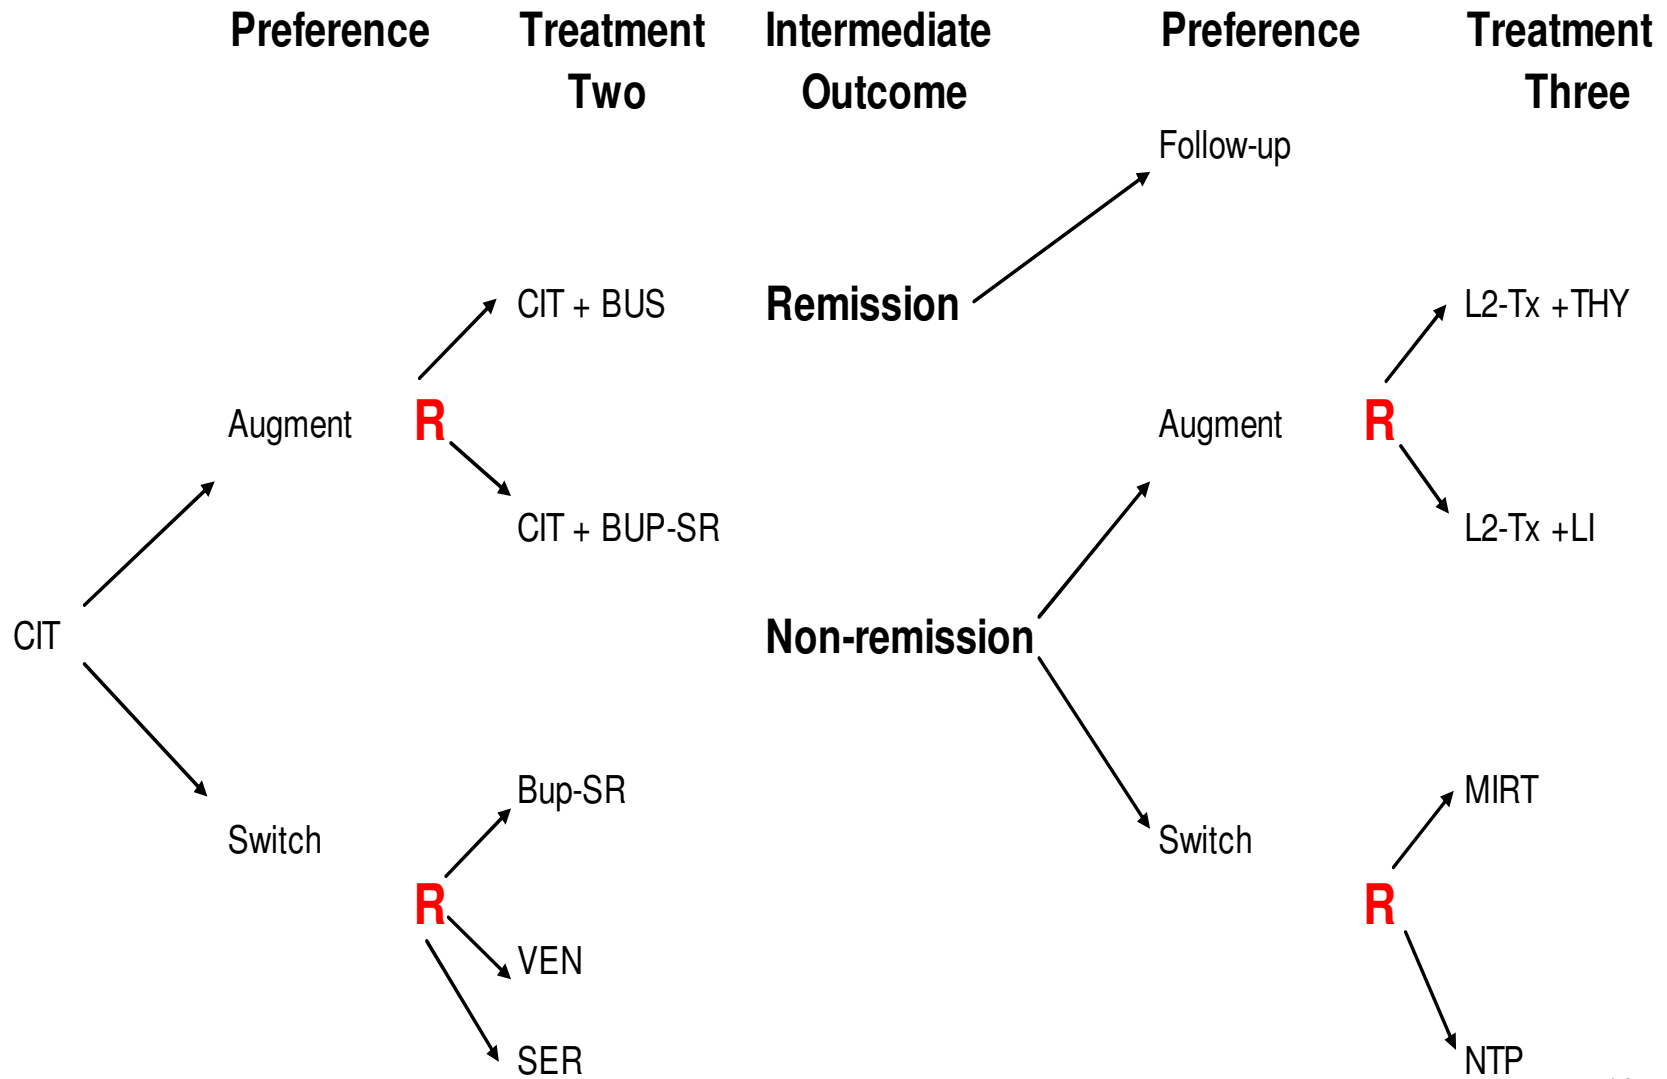 Preference Treatment Intermediate Preference Treatment
Two Outcome Three
Follow-up
CIT + BUS Remission L2-Tx +THY
Augment R Augment R
CIT + BUP-SR L2-Tx +LI
CIT Non-remission
Bup-SR MIRT
Switch Switch
R R
VEN
SER NTP